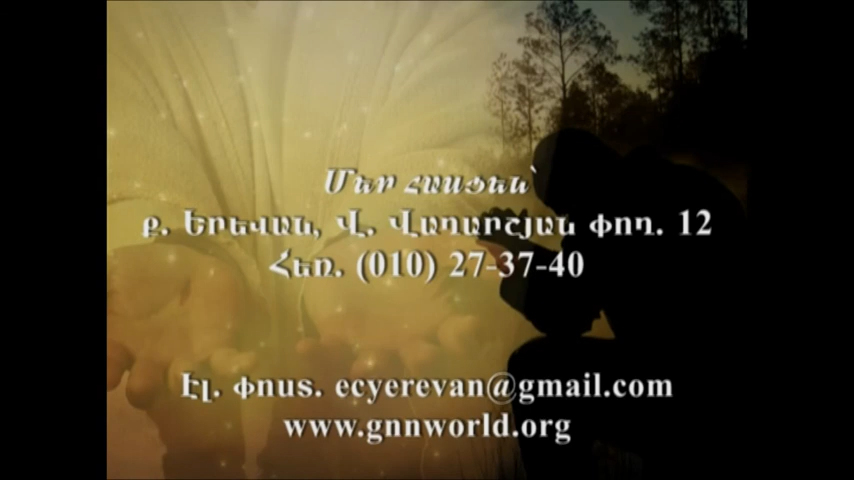 Մեր Հասցեն՝
ք. Երևան, Վ. Վաղարշյան փող. 12
Հեռ. (010) 27-37-40
Էլ. փոստ. ecyerevan@gmail.com
www.gnnworld.org